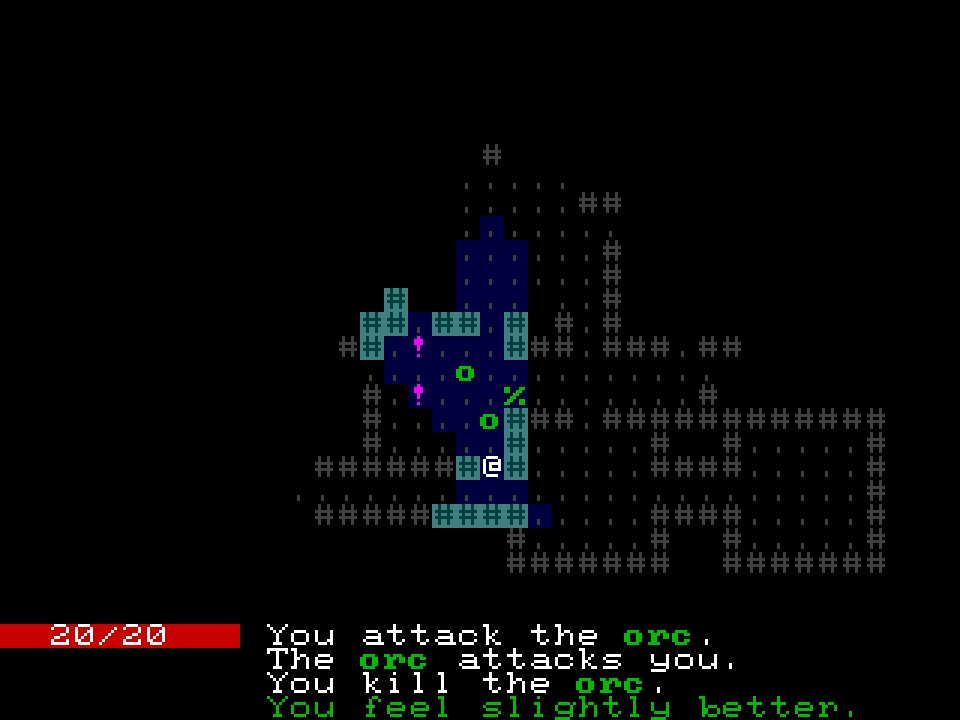 20/20
You attack the orc.
The orc attacks you.
You kill the orc.
You feel slightly better.